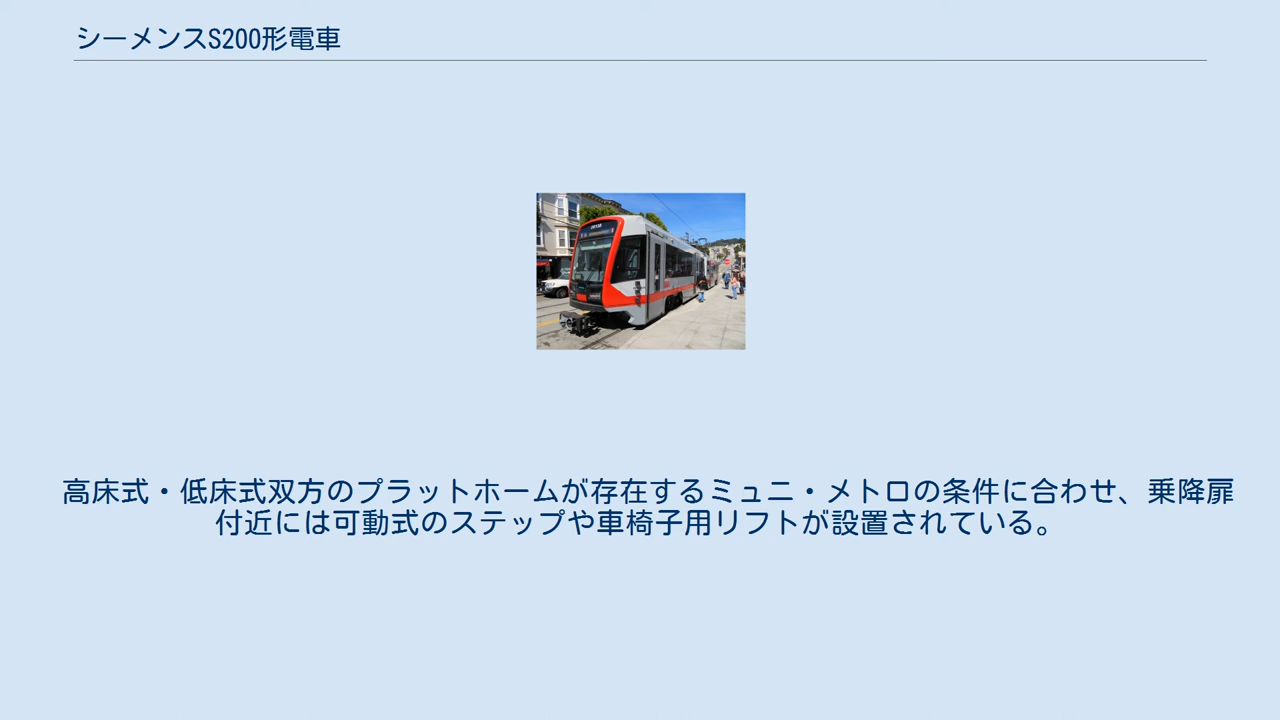 シーメンスS200形電車
高床式・低床式双方のプラットホームが存在するミュニ・メトロの条件に合わせ、乗降扉
付近には可動式のステップや車椅子用リフトが設置されている。